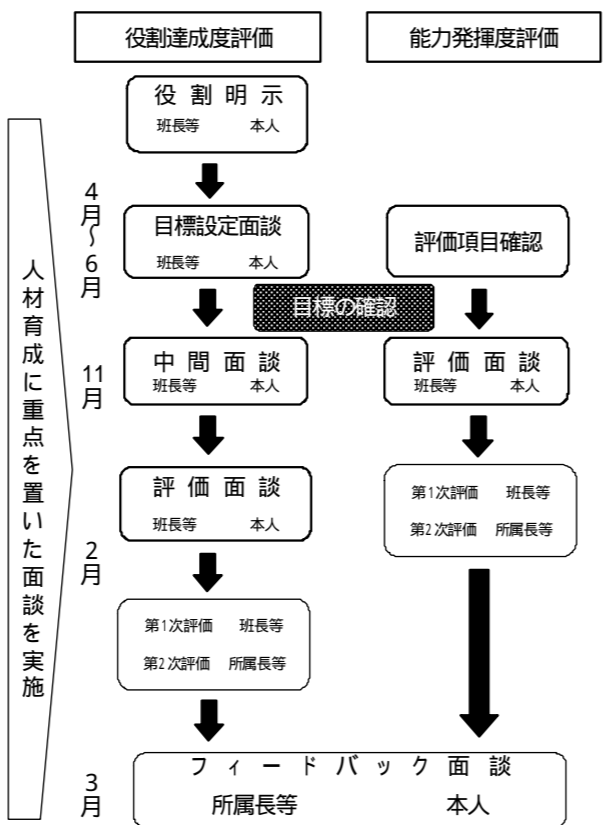 役割達成度評価
能力発揮度評価
役割明示
班長等 本人
4月～6月
目標設定面談
班長等 本人
評価項目確認
目標の確認
人材育成に重点を置いた面談を実施
11月
中間面談
班長等 本人
評価面談
班長等 本人
評価面談
班長等 本人
第1次評価 班長等
第2次評価 所属長等
2月
第1次評価 班長等
第2次評価 所属長等
3月
フィードバック面談
所属長等 本人